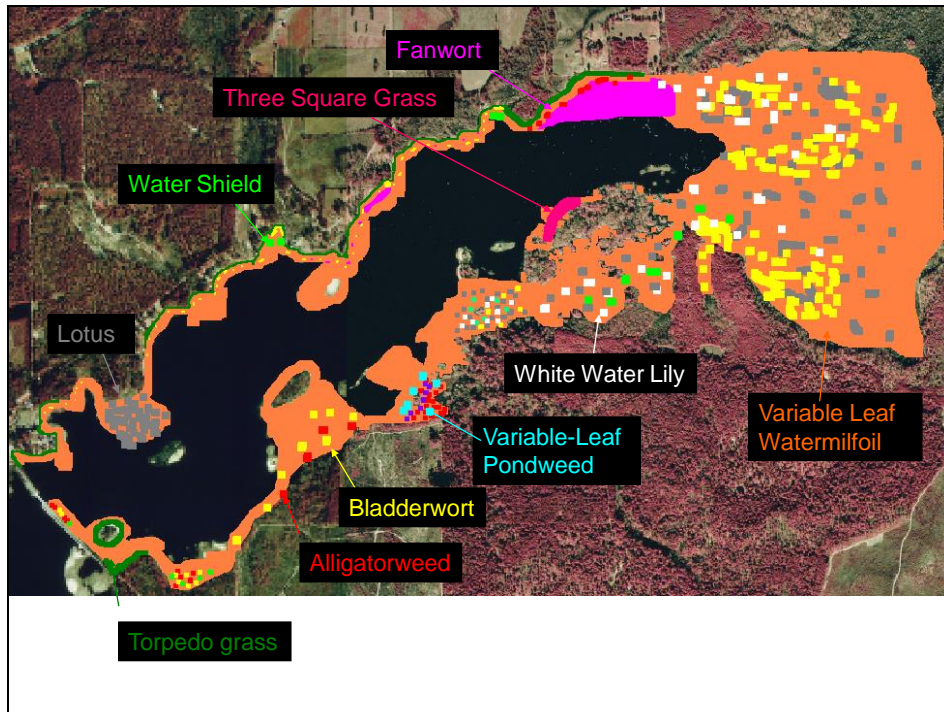 Fanwort
Three Square Grass
Water Shield
Lotus
White Water Lily
Variable Leaf
Watermilfoil
Variable-Leaf
Pondweed
Bladderwort
Alligatorweed
Torpedo grass